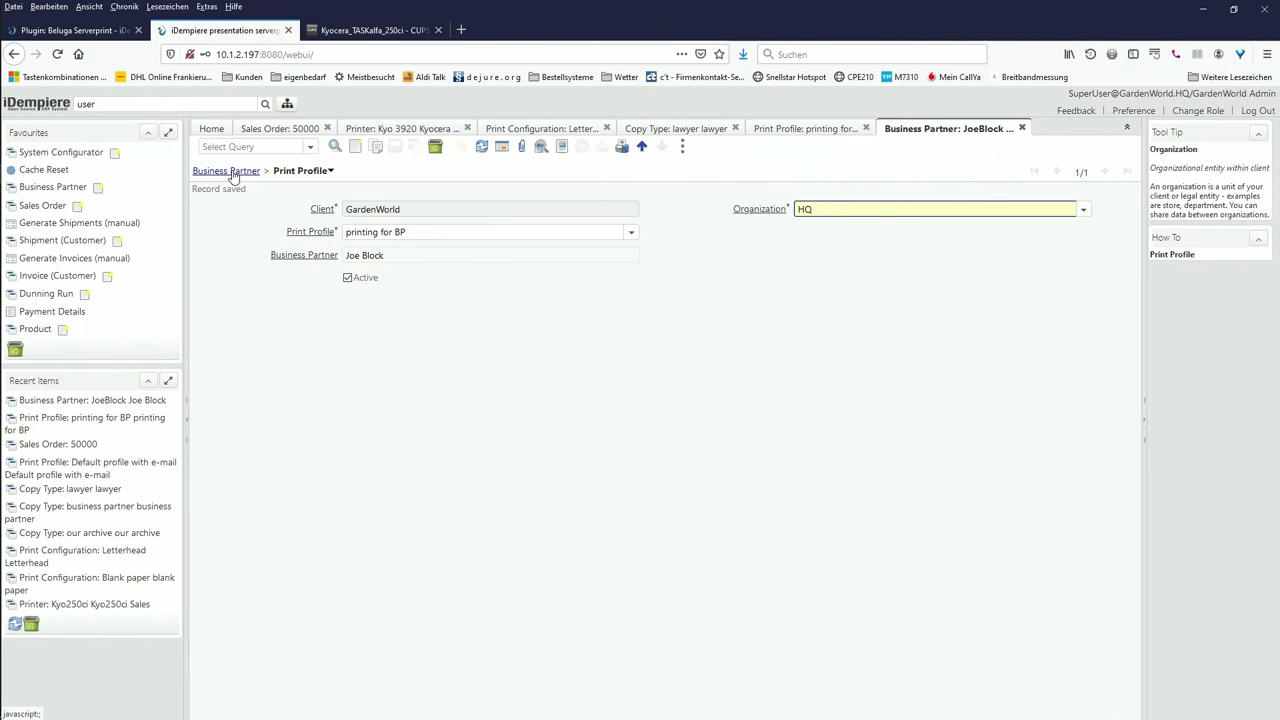 Datei Bearbeiten Ansicht Chronik Lesezeichen Extras Hilfe
Plugin: Beluga Serverprint - iDe
iDempiere presentation serverp
Kyocera_TASKalfa_250ci - CUPS
10.1.2.197:8080/webui/
Suchen
Tastenkombinationen ...
DHL Online Frankieru...
Kunden
eigenbedarf
Meistbesucht
Aldi Talk
d e j u r e . o r g
Bestellsysteme
Wetter
c't - Firmenkontakt-Se...
Snellstar Hotspot
CPE210
M7310
Mein CallYa
Breitbandmessung
Weitere Lesezeichen
iDempiere
user
SuperUser@GardenWorld.HQ/GardenWorld Admin
Feedback Preference Change Role Log Out
Favourites
System Configurator
Cache Reset
Business Partner
Sales Order
Generate Shipments (manual)
Shipment (Customer)
Generate Invoices (manual)
Invoice (Customer)
Dunning Run
Payment Details
Product
Recent Items
Business Partner: JoeBlock Joe Block
Print Profile: printing for BP printing
for BP
Sales Order: 50000
Print Profile: Default profile with e-mail
Default profile with e-mail
Copy Type: lawyer lawyer
Copy Type: business partner business
partner
Copy Type: our archive our archive
Print Configuration: Letterhead
Letterhead
Print Configuration: Blank paper blank
paper
Printer: Kyo250ci Kyo250ci Sales
Home
Sales Order: 50000
Printer: Kyo 3920 Kyocera ...
Print Configuration: Letter...
Copy Type: lawyer lawyer
Print Profile: printing for...
Business Partner: JoeBlock ...
Select Query
Business Partner > Print Profile
1/1
Record saved
Client* GardenWorld
Organization* HQ
Print Profile* printing for BP
Business Partner Joe Block
Active
Tool Tip
Organization
Organizational entity within client
An organization is a unit of your
client or legal entity - examples
are store, department. You can
share data between organizations.
How To
Print Profile
javascript:;